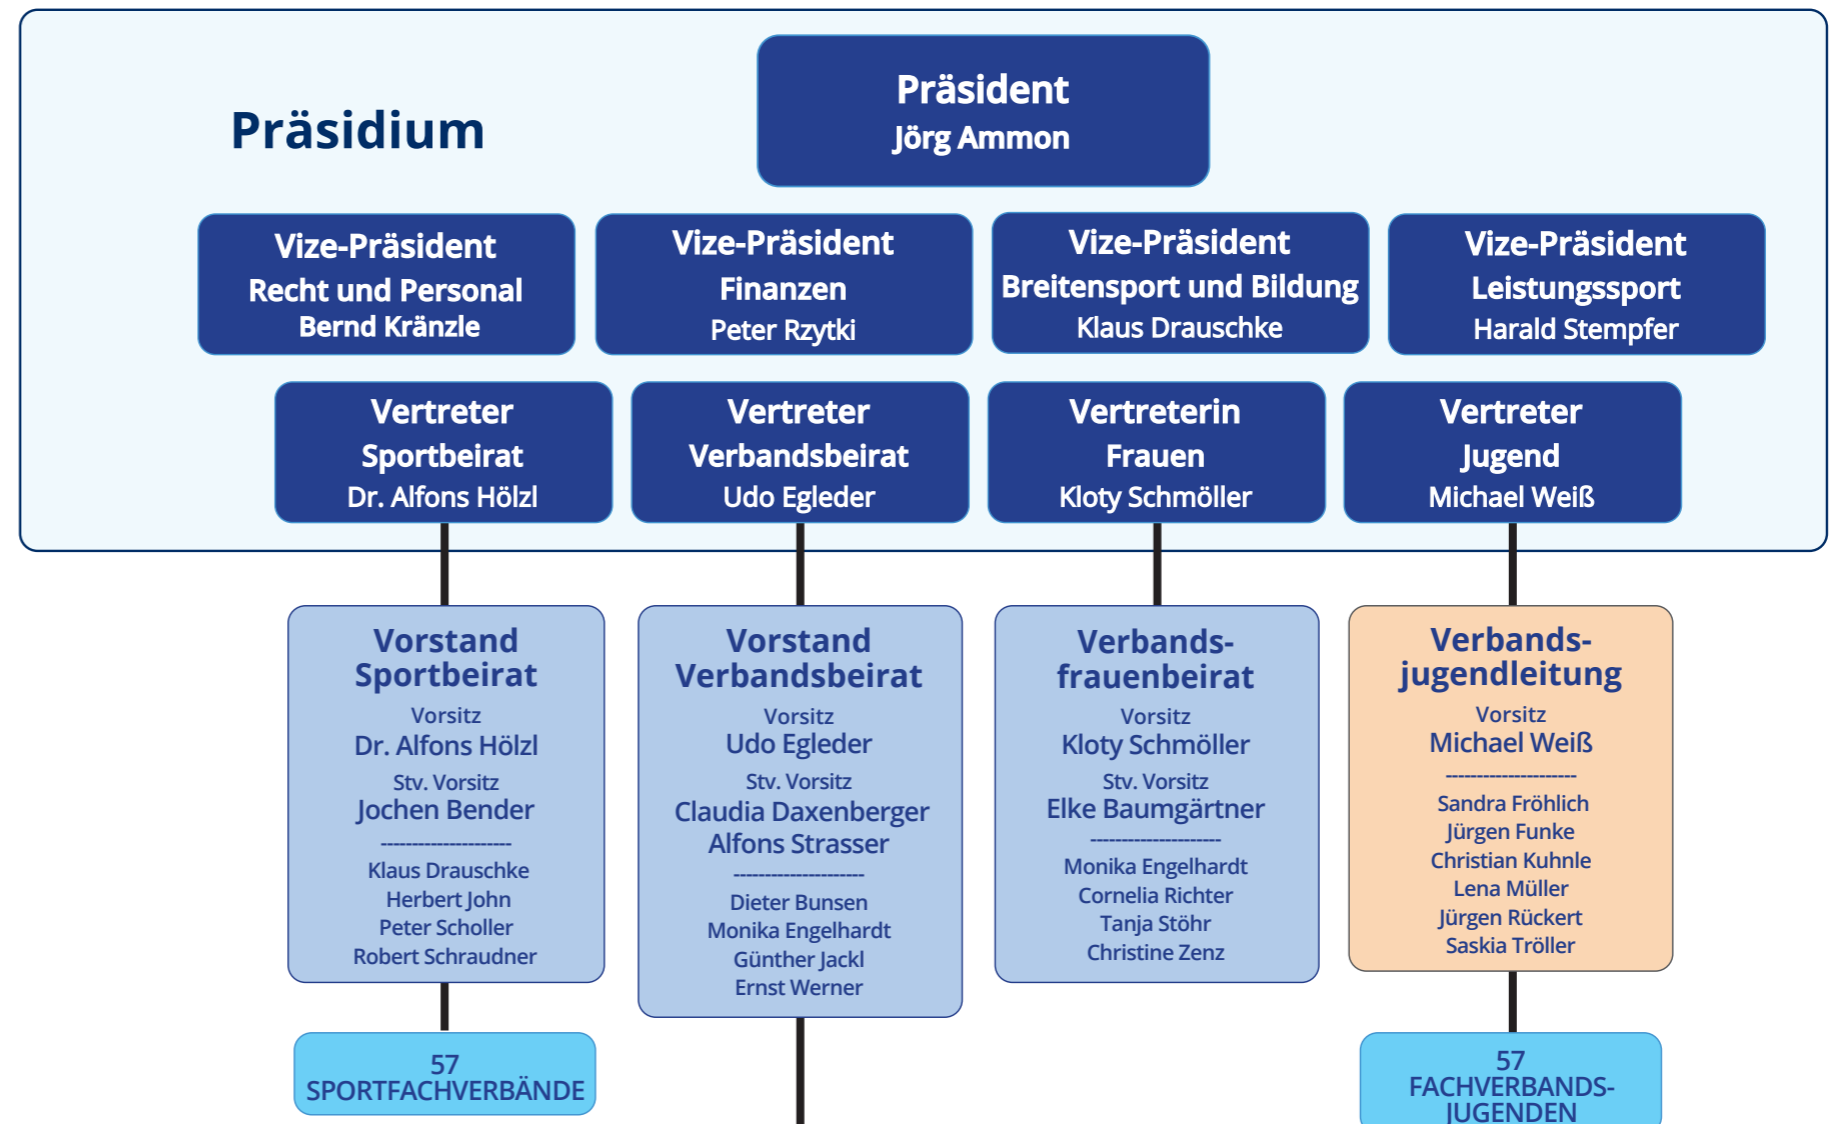 Präsidium
Präsident
Jörg Ammon
Vize-Präsident
Recht und Personal
Bernd Kränzle
Vize-Präsident
Finanzen
Peter Rzytki
Vize-Präsident
Breitensport und Bildung
Klaus Drauschke
Vize-Präsident
Leistungssport
Harald Stempfer
Vertreter
Sportbeirat
Dr. Alfons Hölzl
Vertreter
Verbandsbeirat
Udo Egleder
Vertreterin
Frauen
Kloty Schmöller
Vertreter
Jugend
Michael Weiß
Vorstand
Sportbeirat
Vorsitz
Dr. Alfons Hölzl
Stv. Vorsitz
Jochen Bender
---------------------
Klaus Drauschke
Herbert John
Peter Scholler
Robert Schraudner
57
SPORTFACHVERBÄNDE
Vorstand
Verbandsbeirat
Vorsitz
Udo Egleder
Stv. Vorsitz
Claudia Daxenberger
Alfons Strasser
---------------------
Dieter Bunsen
Monika Engelhardt
Günther Jackl
Ernst Werner
Verbands-
frauenbeirat
Vorsitz
Kloty Schmöller
Stv. Vorsitz
Elke Baumgärtner
---------------------
Monika Engelhardt
Cornelia Richter
Tanja Stöhr
Christine Zenz
Verbands-
jugendleitung
Vorsitz
Michael Weiß
---------------------
Sandra Fröhlich
Jürgen Funke
Christian Kuhnle
Lena Müller
Jürgen Rückert
Saskia Tröller
57
FACHVERBANDS-
JUGENDEN